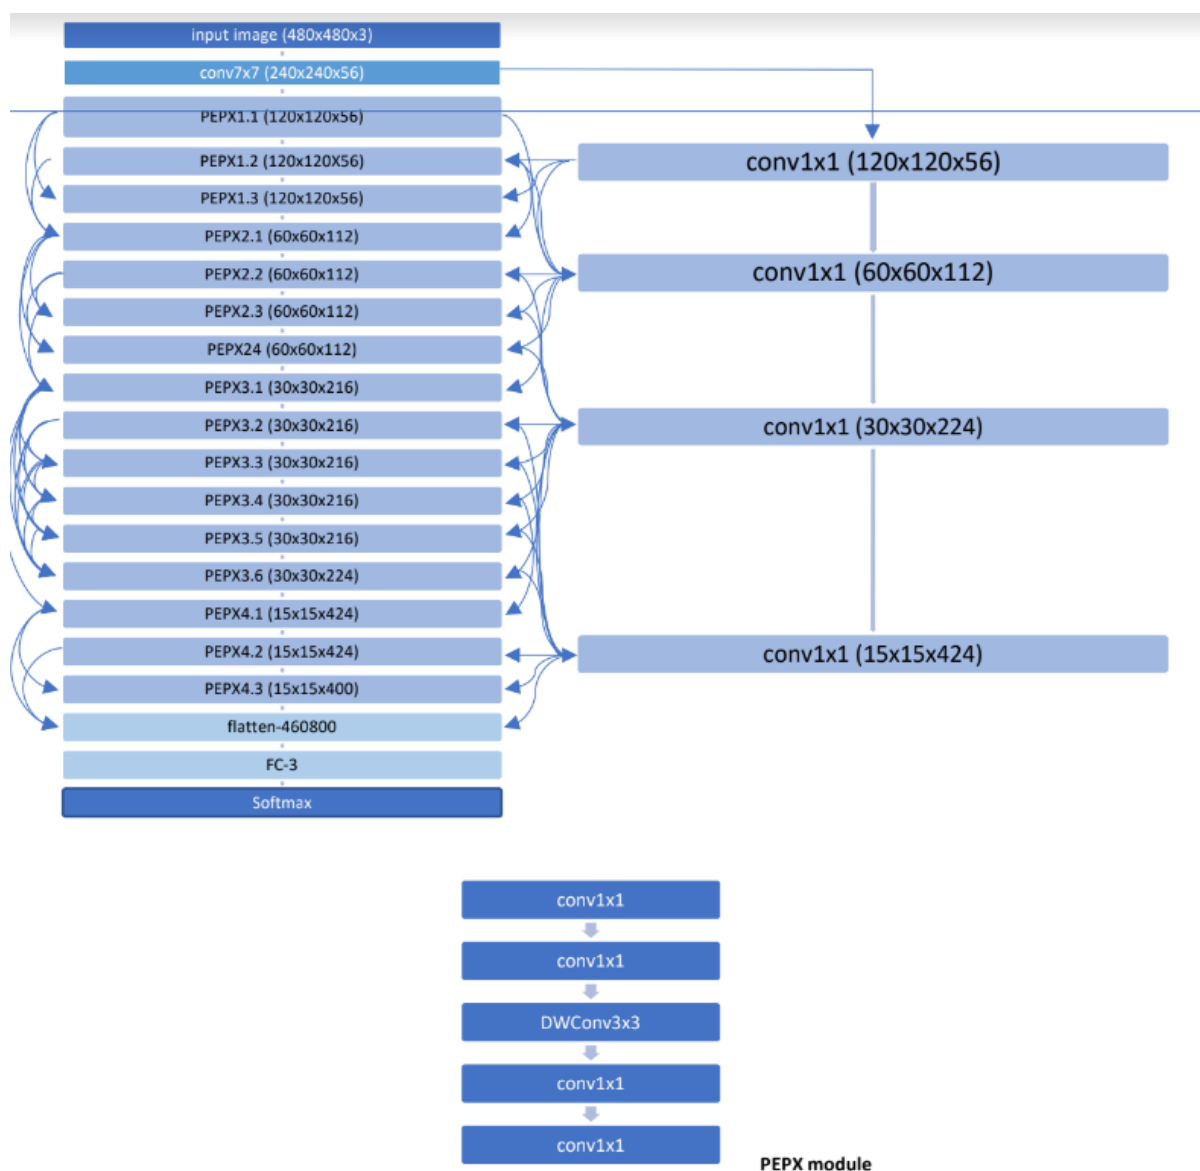 input image (480x480x3)
conv7x7 (240x240x56)
PEPX1.1 (120x120x56)
PEPX1.2 (120x120X56)
PEPX1.3 (120x120x56)
PEPX2.1 (60x60x112)
PEPX2.2 (60x60x112)
PEPX2.3 (60x60x112)
PEPX24 (60x60x112)
PEPX3.1 (30x30x216)
PEPX3.2 (30x30x216)
PEPX3.3 (30x30x216)
PEPX3.4 (30x30x216)
PEPX3.5 (30x30x216)
PEPX3.6 (30x30x224)
PEPX4.1 (15x15x424)
PEPX4.2 (15x15x424)
PEPX4.3 (15x15x400)
flatten-460800
FC-3
Softmax
conv1x1 (120x120x56)
conv1x1 (60x60x112)
conv1x1 (30x30x224)
conv1x1 (15x15x424)
conv1x1
conv1x1
DWConv3x3
conv1x1
conv1x1
PEPX module